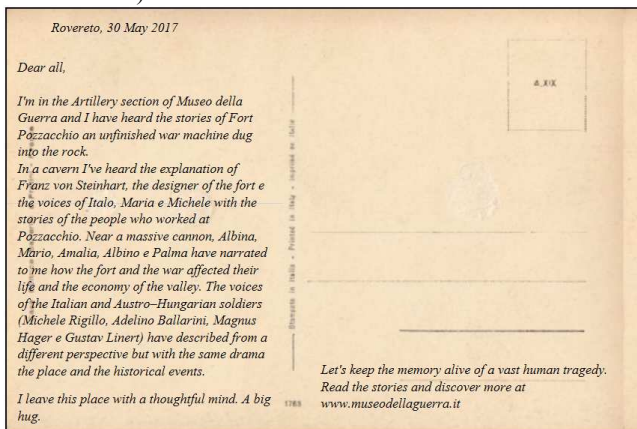 Rovereto, 30 May 2017
Dear all,
I'm in the Artillery section of Museo della
Guerra and I have heard the stories of Fort
Pozzacchio an unfinished war machine dug
into the rock.
In a cavern I've heard the explanation of
Franz von Steinhart, the designer of the fort e
the voices of Italo, Maria e Michele with the
stories of the people who worked at
Pozzacchio. Near a massive cannon, Albina,
Mario, Amalia, Albino e Palma have narrated
to me how the fort and the war affected their
life and the economy of the valley. The voices
of the Italian and Austro–Hungarian soldiers
(Michele Rigillo, Adelino Ballarini, Magnus
Hager e Gustav Linert) have described from a
different perspective but with the same drama
the place and the historical events.
I leave this place with a thoughtful mind. A big
hug.
Stampato in Italia - Printed in Italy - Imprimé en Italie
1765
A. XIX
Let's keep the memory alive of a vast human tragedy.
Read the stories and discover more at
www.museodellaguerra.it